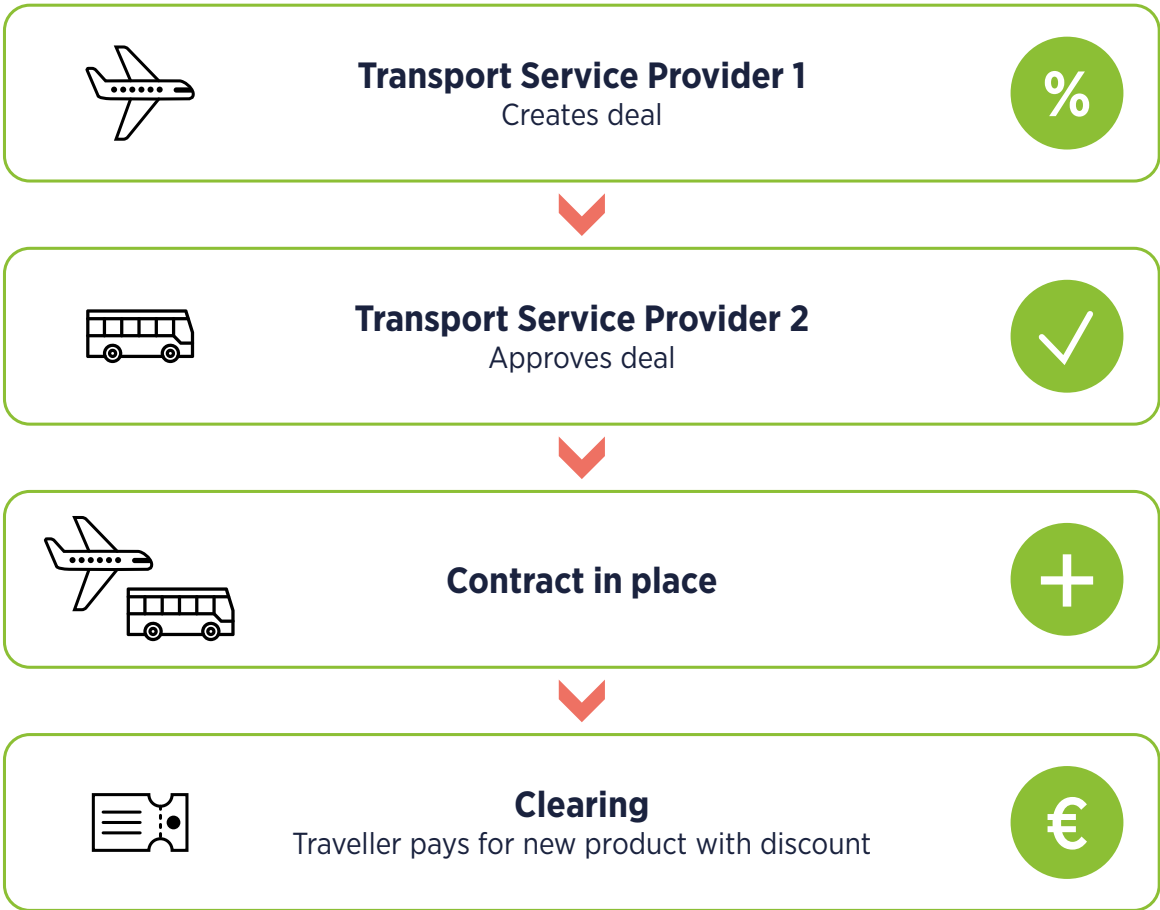 Transport Service Provider 1
Creates deal
%
Transport Service Provider 2
Approves deal
Contract in place
+
Clearing
Traveller pays for new product with discount
€